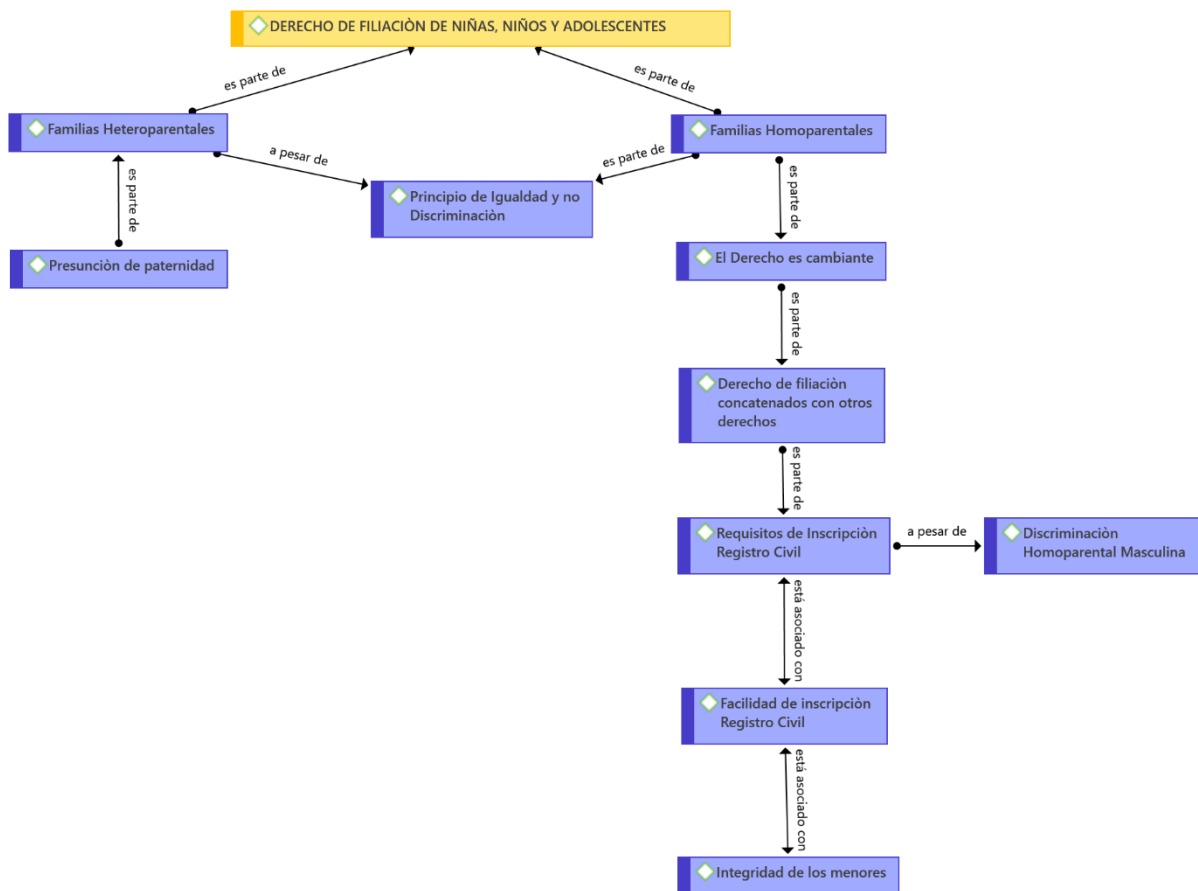 DERECHO DE FILIACIÒN DE NIÑAS, NIÑOS Y ADOLESCENTES
es parte de
es parte de
Familias Heteroparentales
Familias Homoparentales
a pesar de
es parte de
es parte de
es parte de
Principio de Igualdad y no
Discriminaciòn
Presunciòn de paternidad
El Derecho es cambiante
es parte de
Derecho de filiaciòn
concatenados con otros
derechos
es parte de
Requisitos de Inscripciòn
Registro Civil
a pesar de
Discriminaciòn
Homoparental Masculina
está asociado con
Facilidad de inscripciòn
Registro Civil
está asociado con
Integridad de los menores